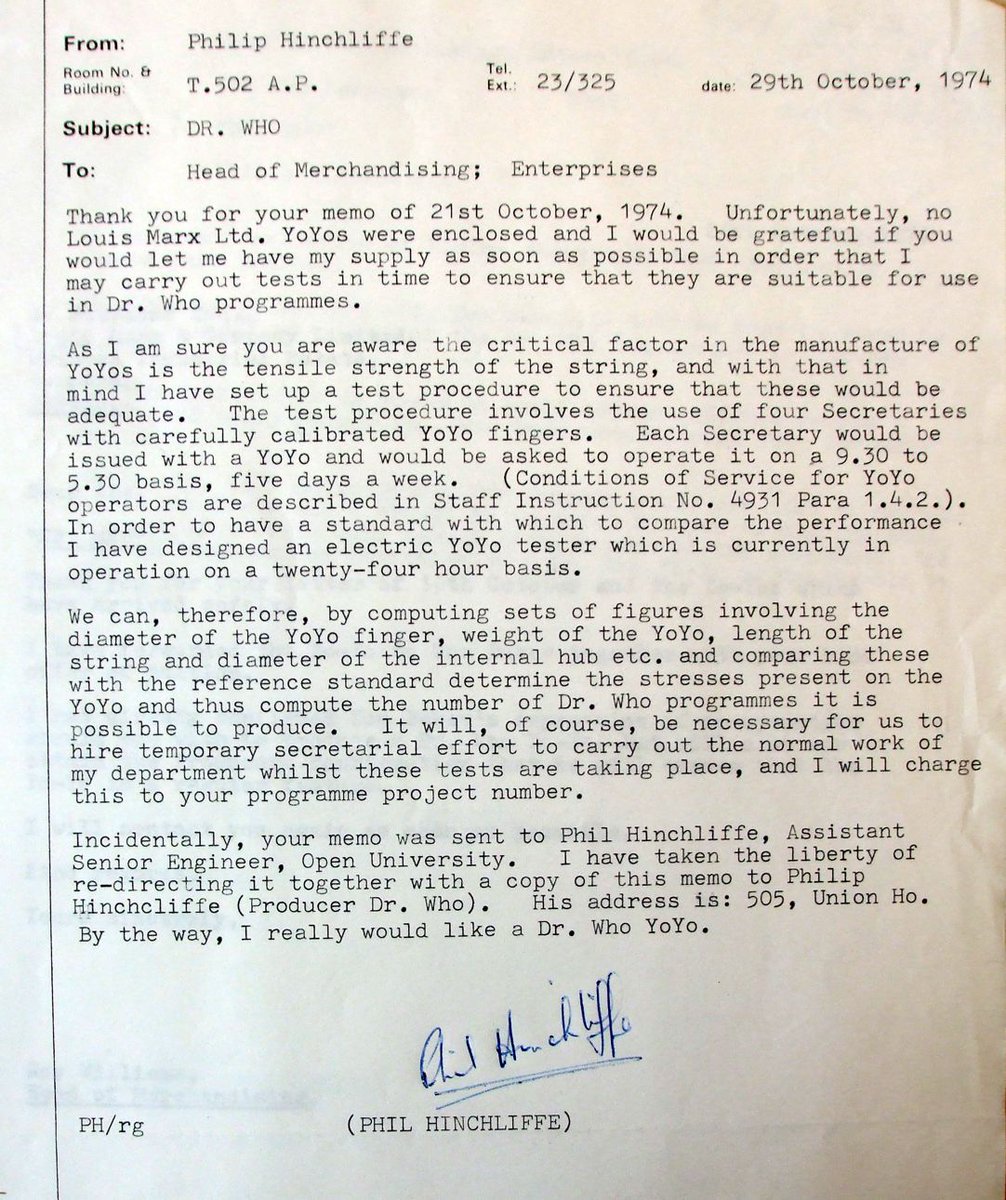 From: Philip Hinchliffe
Room No. & Building: T.502 A.P. Tel. Ext.: 23/325 date: 29th October, 1974
Subject: DR. WHO
To: Head of Merchandising; Enterprises
Thank you for your memo of 21st October, 1974. Unfortunately, no
Louis Marx Ltd. YoYos were enclosed and I would be grateful if you
would let me have my supply as soon as possible in order that I
may carry out tests in time to ensure that they are suitable for use
in Dr. Who programmes.
As I am sure you are aware the critical factor in the manufacture of
YoYos is the tensile strength of the string, and with that in
mind I have set up a test procedure to ensure that these would be
adequate. The test procedure involves the use of four Secretaries
with carefully calibrated YoYo fingers. Each Secretary would be
issued with a YoYo and would be asked to operate it on a 9.30 to
5.30 basis, five days a week. (Conditions of Service for YoYo
operators are described in Staff Instruction No. 4931 Para 1.4.2.).
In order to have a standard with which to compare the performance
I have designed an electric YoYo tester which is currently in
operation on a twenty-four hour basis.
We can, therefore, by computing sets of figures involving the
diameter of the YoYo finger, weight of the YoYo, length of the
string and diameter of the internal hub etc. and comparing these
with the reference standard determine the stresses present on the
YoYo and thus compute the number of Dr. Who programmes it is
possible to produce. It will, of course, be necessary for us to
hire temporary secretarial effort to carry out the normal work of
my department whilst these tests are taking place, and I will charge
this to your programme project number.
Incidentally, your memo was sent to Phil Hinchliffe, Assistant
Senior Engineer, Open University. I have taken the liberty of
re-directing it together with a copy of this memo to Philip
Hinchcliffe (Producer Dr. Who). His address is: 505, Union Ho.
By the way, I really would like a Dr. Who YoYo.
Phil Hinchliffe
PH/rg (PHIL HINCHLIFFE)